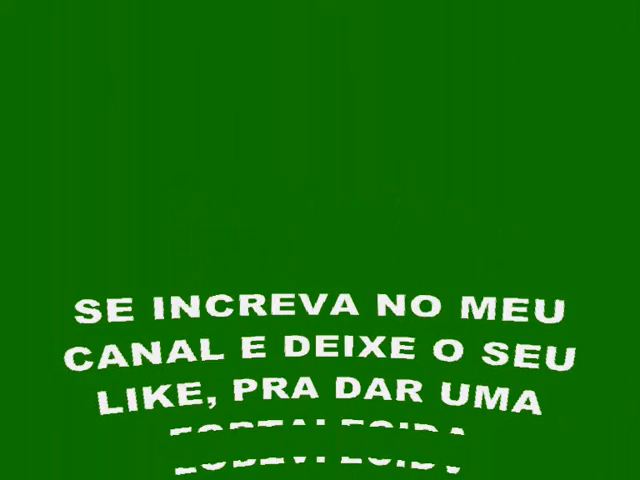 SE INCREVA NO MEU
CANAL E DEIXE O SEU
LIKE, PRA DAR UMA